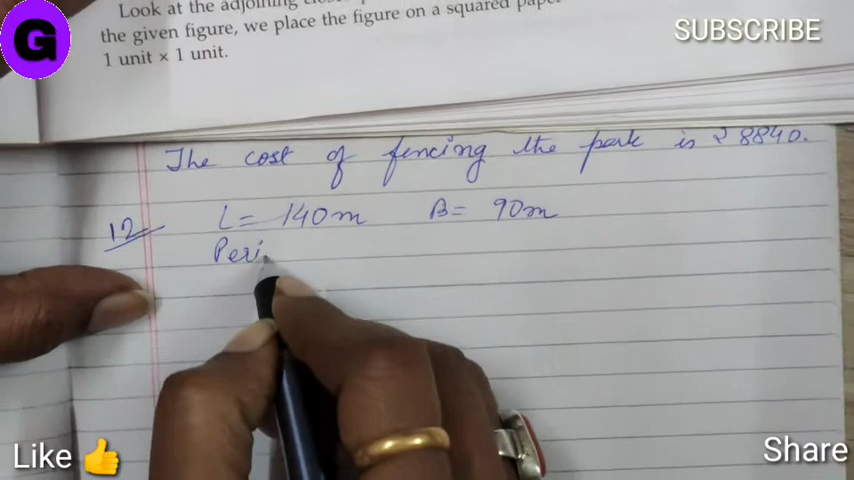 Look at the adjoining
the given figure, we place the figure on a squared paper
1 unit × 1 unit.
G
SUBSCRIBE
The cost of fencing the park is ₹ 8840.
12
L = 140m B = 90m
Peri
Like 👍
Share